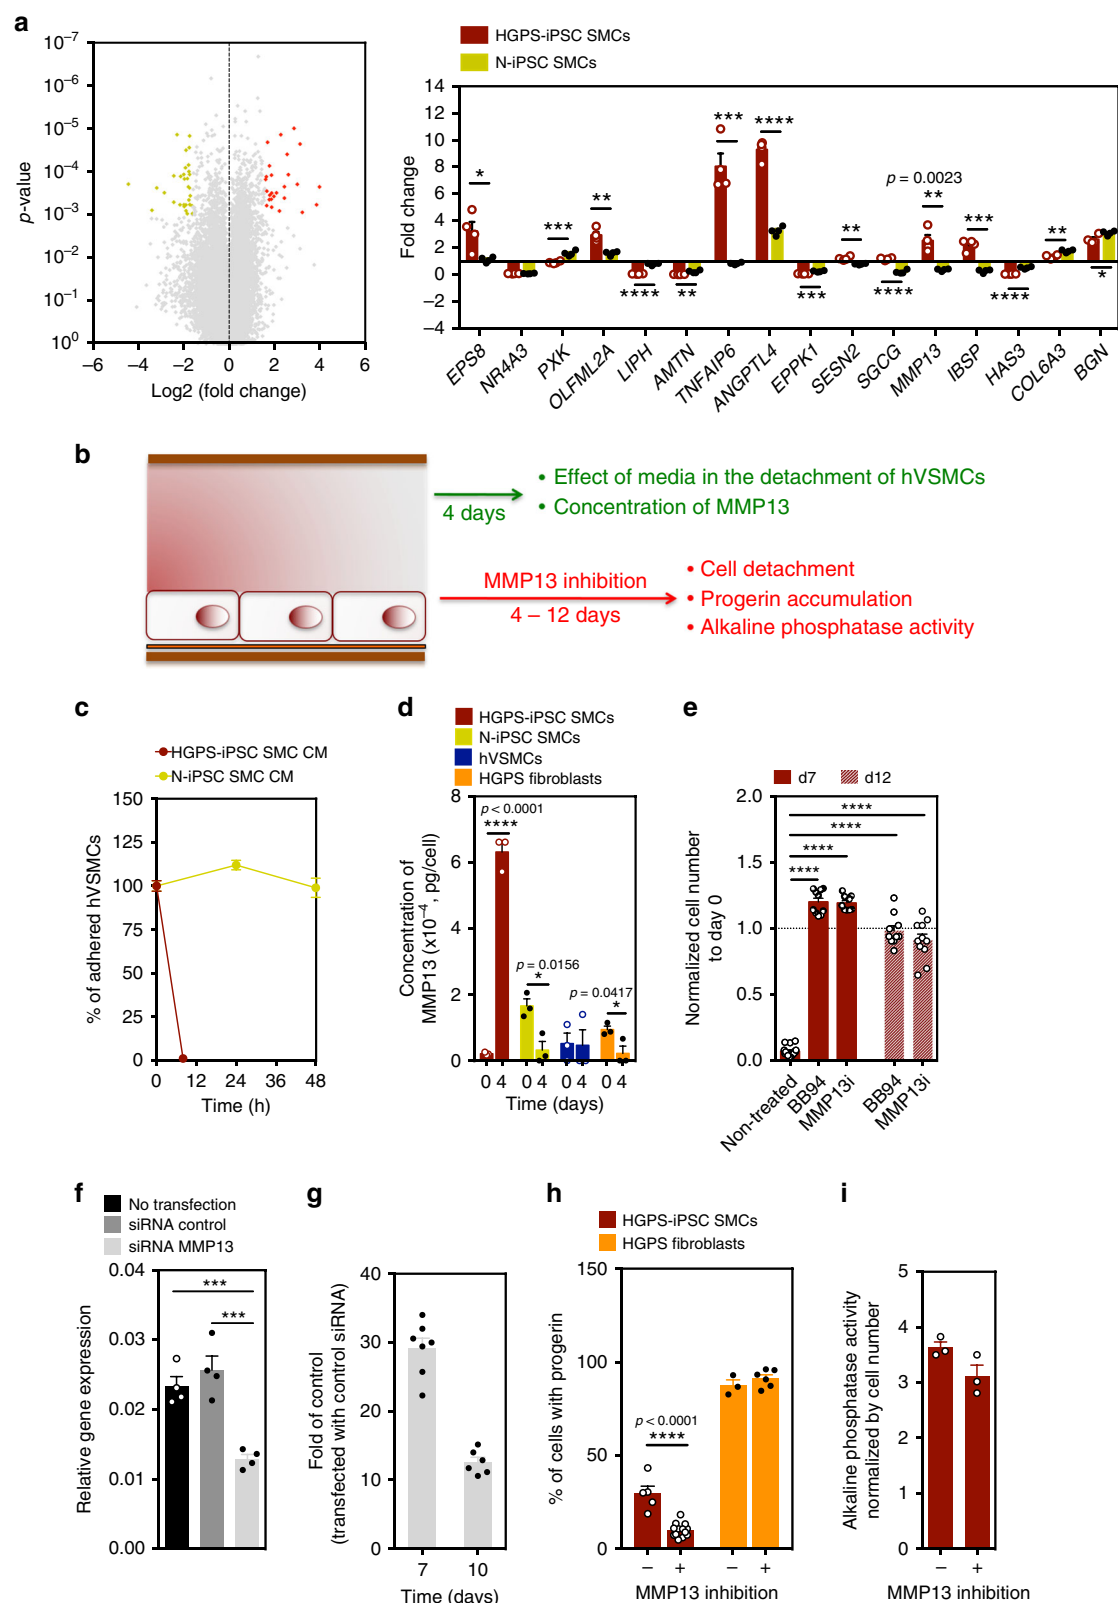 a
10−7
10−6
10−5
10−4
10−3
10−2
10−1
100
p-value
−6 −4 −2 0 2 4 6
Log2 (fold change)
HGPS-iPSC SMCs
N-iPSC SMCs
14
12
10
8
6
4
2
0
−2
−4
Fold change
* *** ** **** ** *** **** *** ** **** p = 0.0023 ** *** **** ** *
EPS8 NR4A3 PXK OLFML2A LIPH AMTN TNFAIP6 ANGPTL4 EPPK1 SESN2 SGCG MMP13 IBSP HAS3 COL6A3 BGN
b
4 days
• Effect of media in the detachment of hVSMCs
• Concentration of MMP13
MMP13 inhibition
4 – 12 days
• Cell detachment
• Progerin accumulation
• Alkaline phosphatase activity
c
HGPS-iPSC SMC CM
N-iPSC SMC CM
150
125
100
75
50
25
0
% of adhered hVSMCs
0 12 24 36 48
Time (h)
d
HGPS-iPSC SMCs
N-iPSC SMCs
hVSMCs
HGPS fibroblasts
8
6
4
2
0
Concentration of
MMP13 (x10−4, pg/cell)
p < 0.0001
****
p = 0.0156
*
p = 0.0417
*
0 4 0 4 0 4 0 4
Time (days)
e
d7 d12
2.0
1.5
1.0
0.5
0.0
Normalized cell number
to day 0
****
****
****
****
Non-treated BB94 MMP13i BB94 MMP13i
f
No transfection
siRNA control
siRNA MMP13
0.04
0.03
0.02
0.01
0.00
Relative gene expression
***
***
g
40
30
20
10
0
Fold of control
(transfected with control siRNA)
7 10
Time (days)
h
HGPS-iPSC SMCs
HGPS fibroblasts
150
100
50
0
% of cells with progerin
p < 0.0001
****
− + − +
MMP13 inhibition
i
5
4
3
2
1
0
Alkaline phosphatase activity
normalized by cell number
− +
MMP13 inhibition